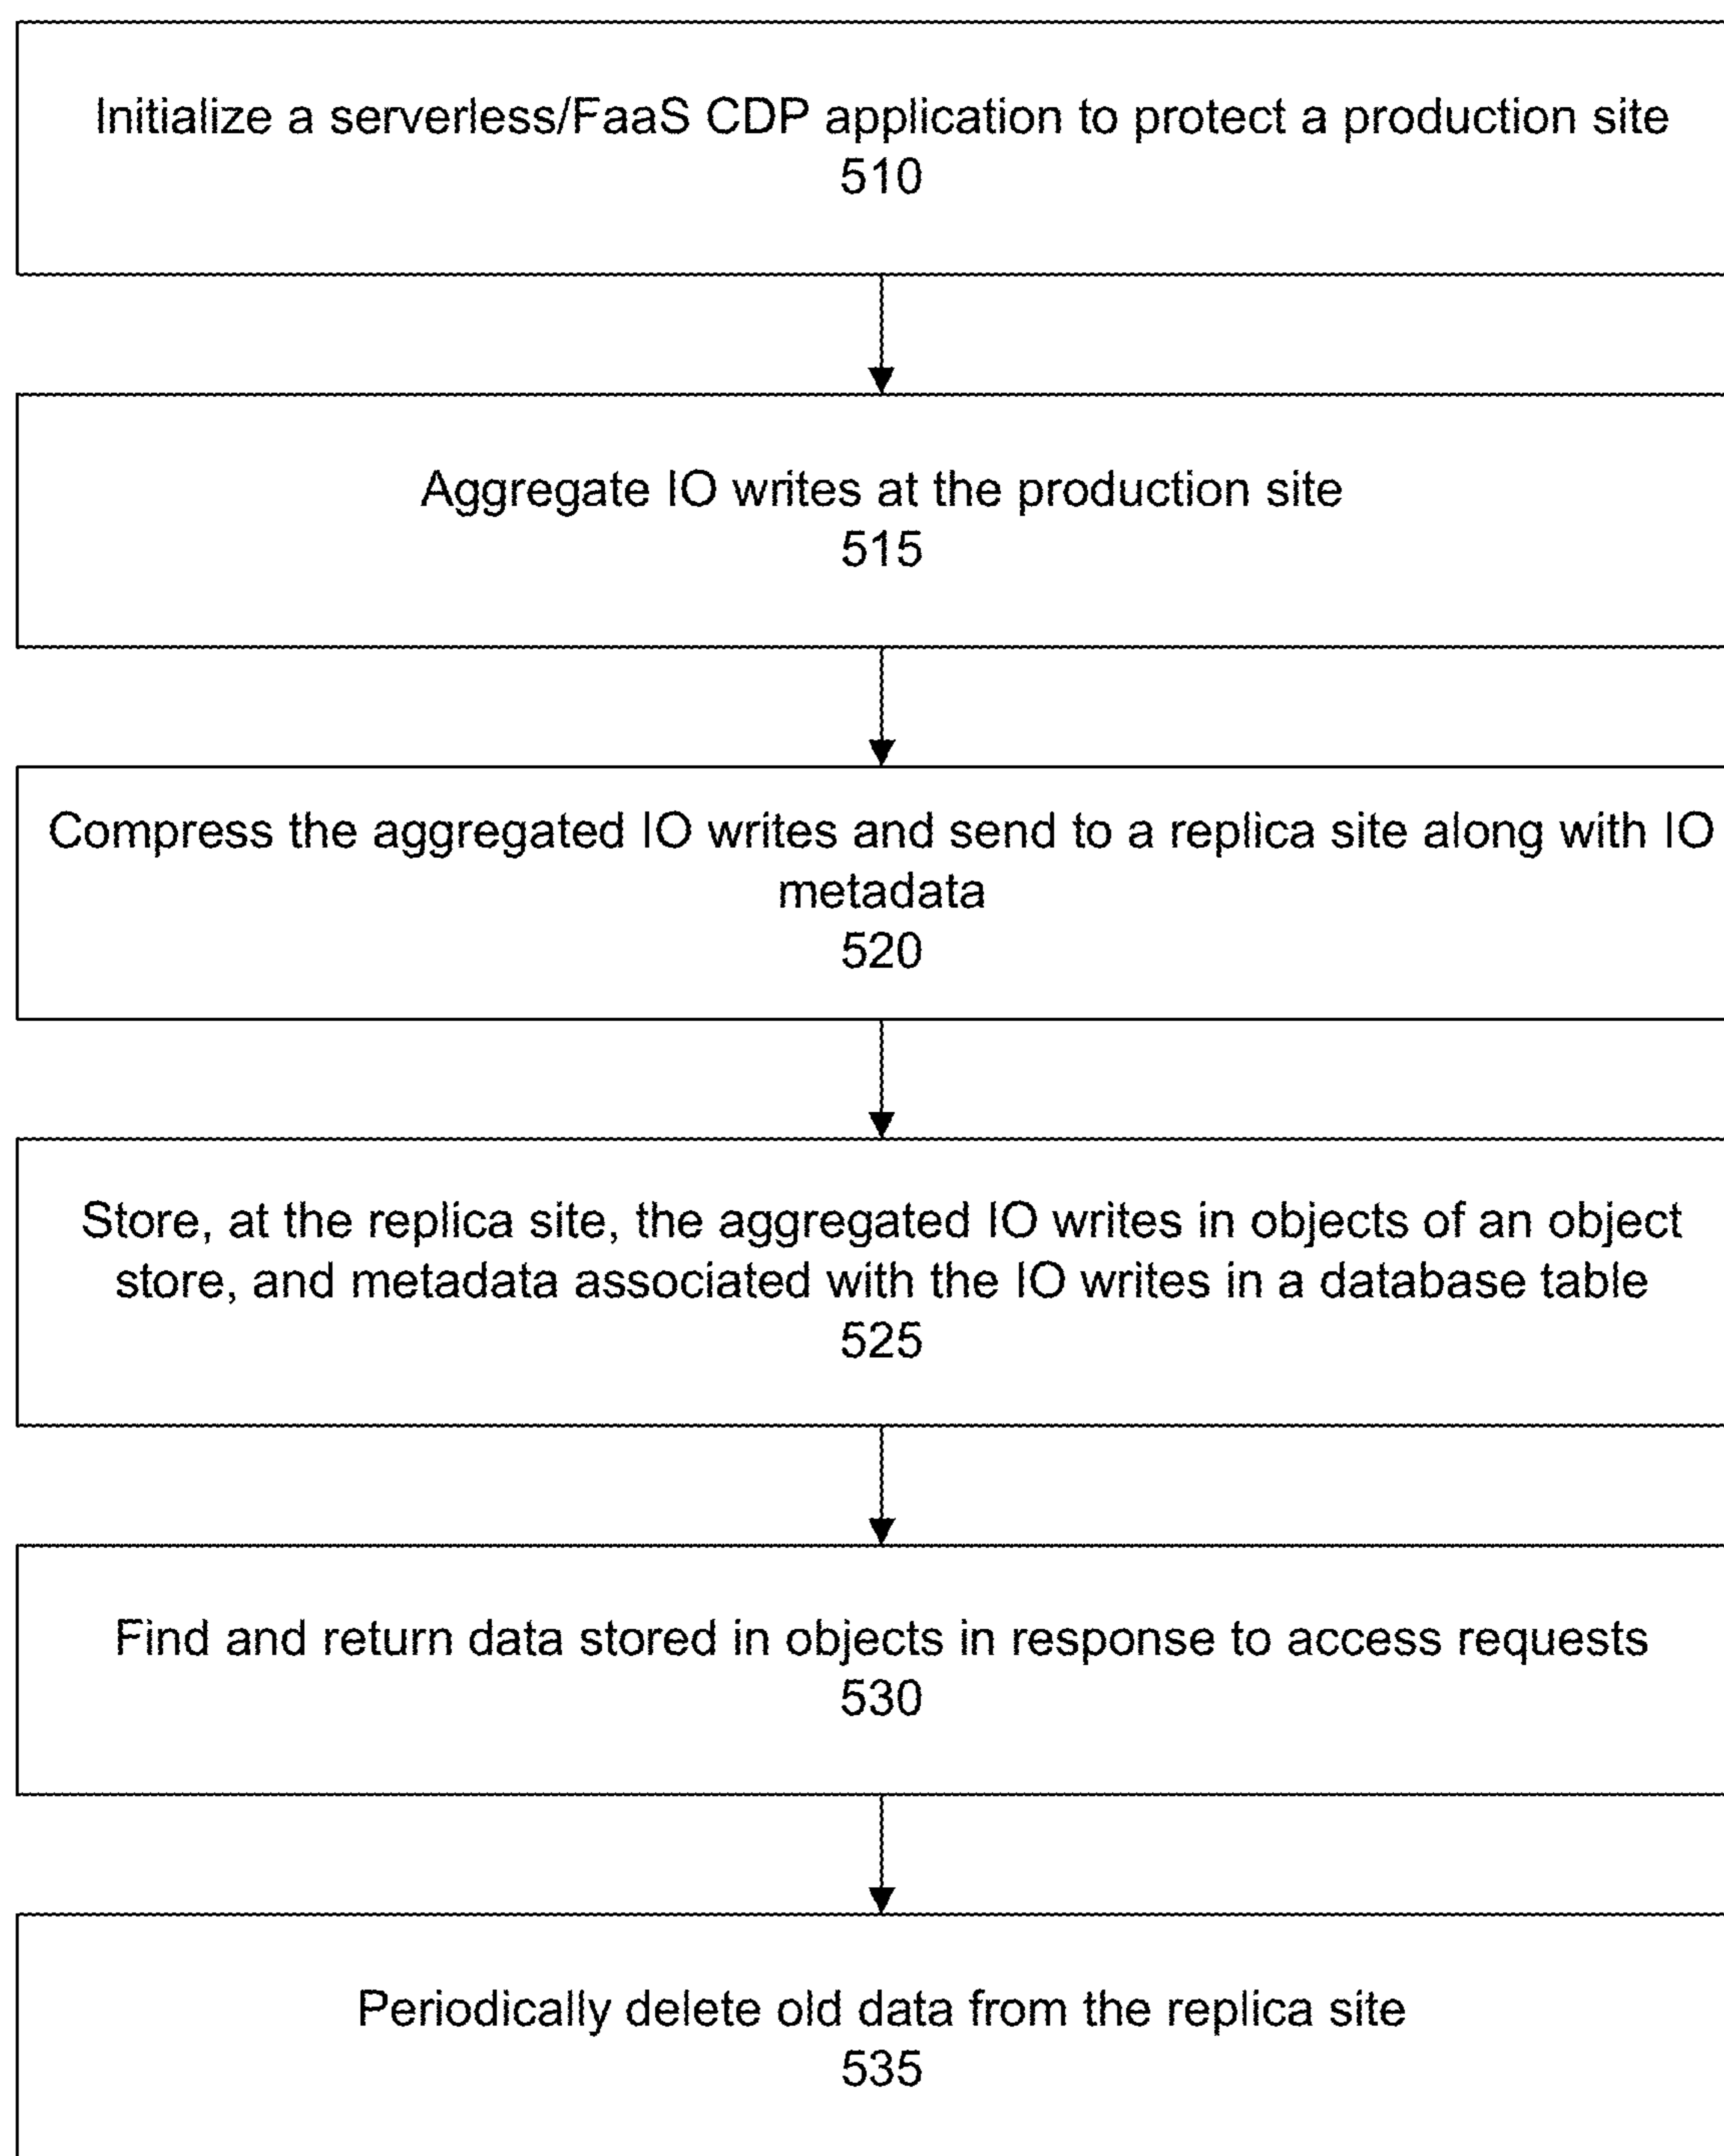 Initialize a serverless/FaaS CDP application to protect a production site
510
Aggregate IO writes at the production site
515
Compress the aggregated IO writes and send to a replica site along with IO
metadata
520
Store, at the replica site, the aggregated IO writes in objects of an object
store, and metadata associated with the IO writes in a database table
525
Find and return data stored in objects in response to access requests
530
Periodically delete old data from the replica site
535